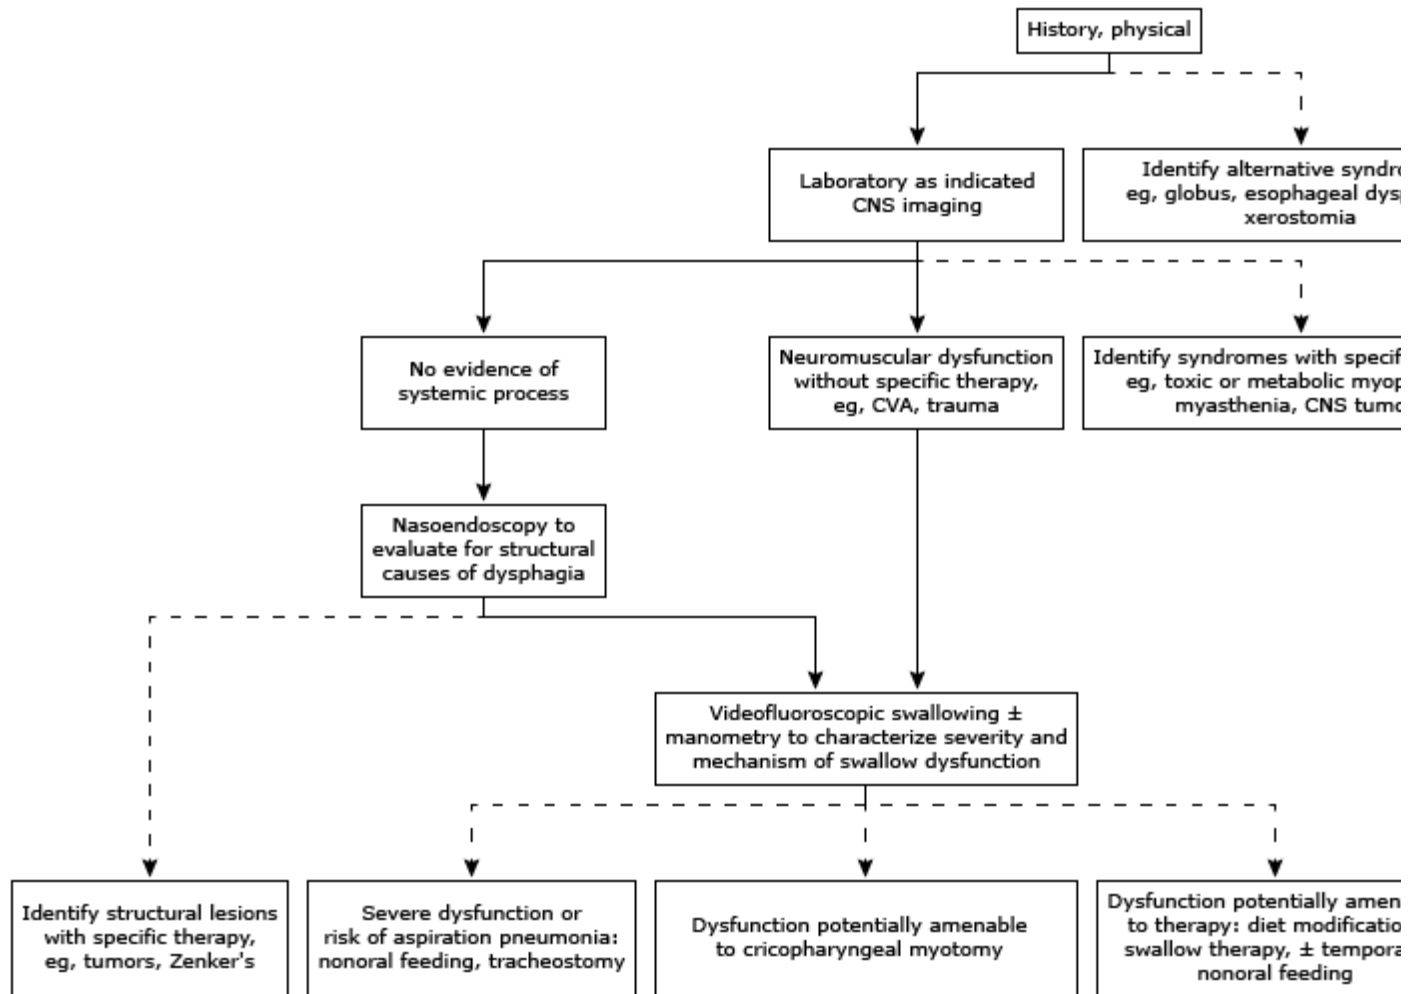 History, physical
Laboratory as indicated
CNS imaging
Identify alternative
eg, globus, esophageal
xerostomia
No evidence of
systemic process
Neuromuscular dysfunction
without specific therapy,
eg, CVA, trauma
Identify syndromes with
eg, toxic or metabolic
myasthenia, CNS
Nasoendoscopy to
evaluate for structural
causes of dysphagia
Videofluoroscopic swallowing ±
manometry to characterize severity and
mechanism of swallow dysfunction
Identify structural lesions
with specific therapy,
eg, tumors, Zenker's
Severe dysfunction or
risk of aspiration pneumonia:
nonoral feeding, tracheostomy
Dysfunction potentially amenable
to cricopharyngeal myotomy
Dysfunction potentially
to therapy: diet
swallow therapy, ±
nonoral feeding